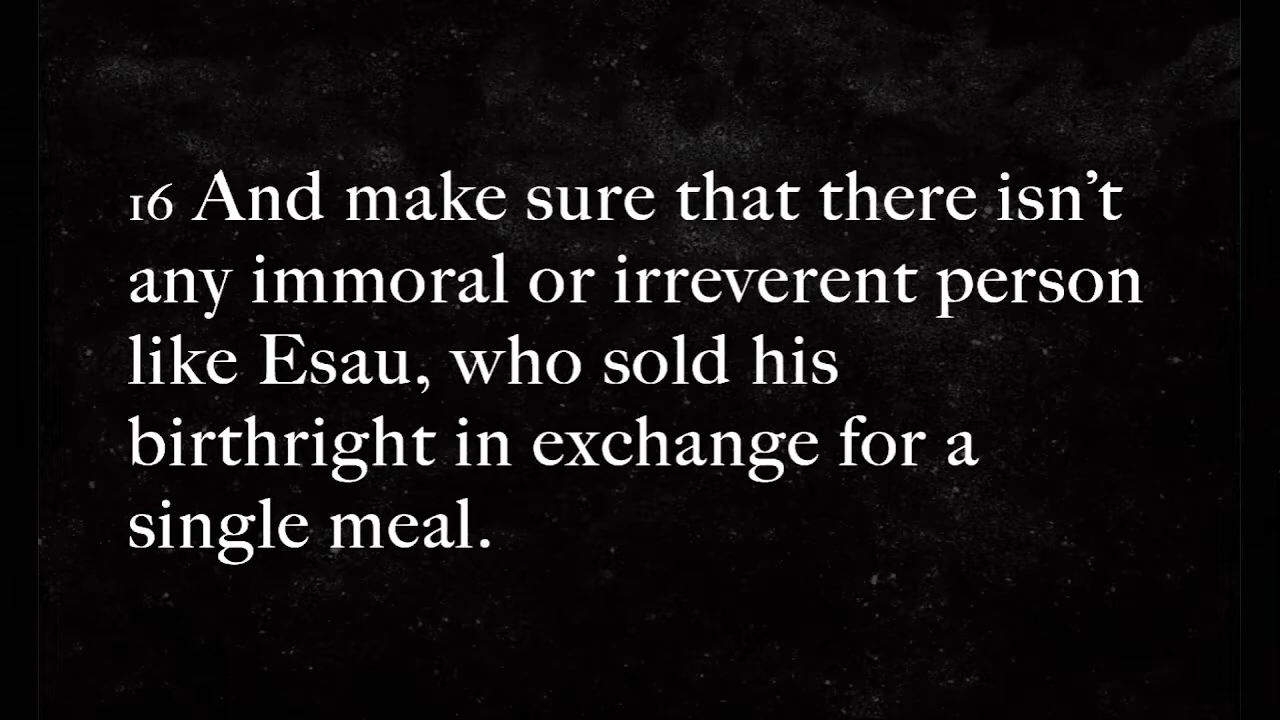 16 And make sure that there isn’t
any immoral or irreverent person
like Esau, who sold his
birthright in exchange for a
single meal.